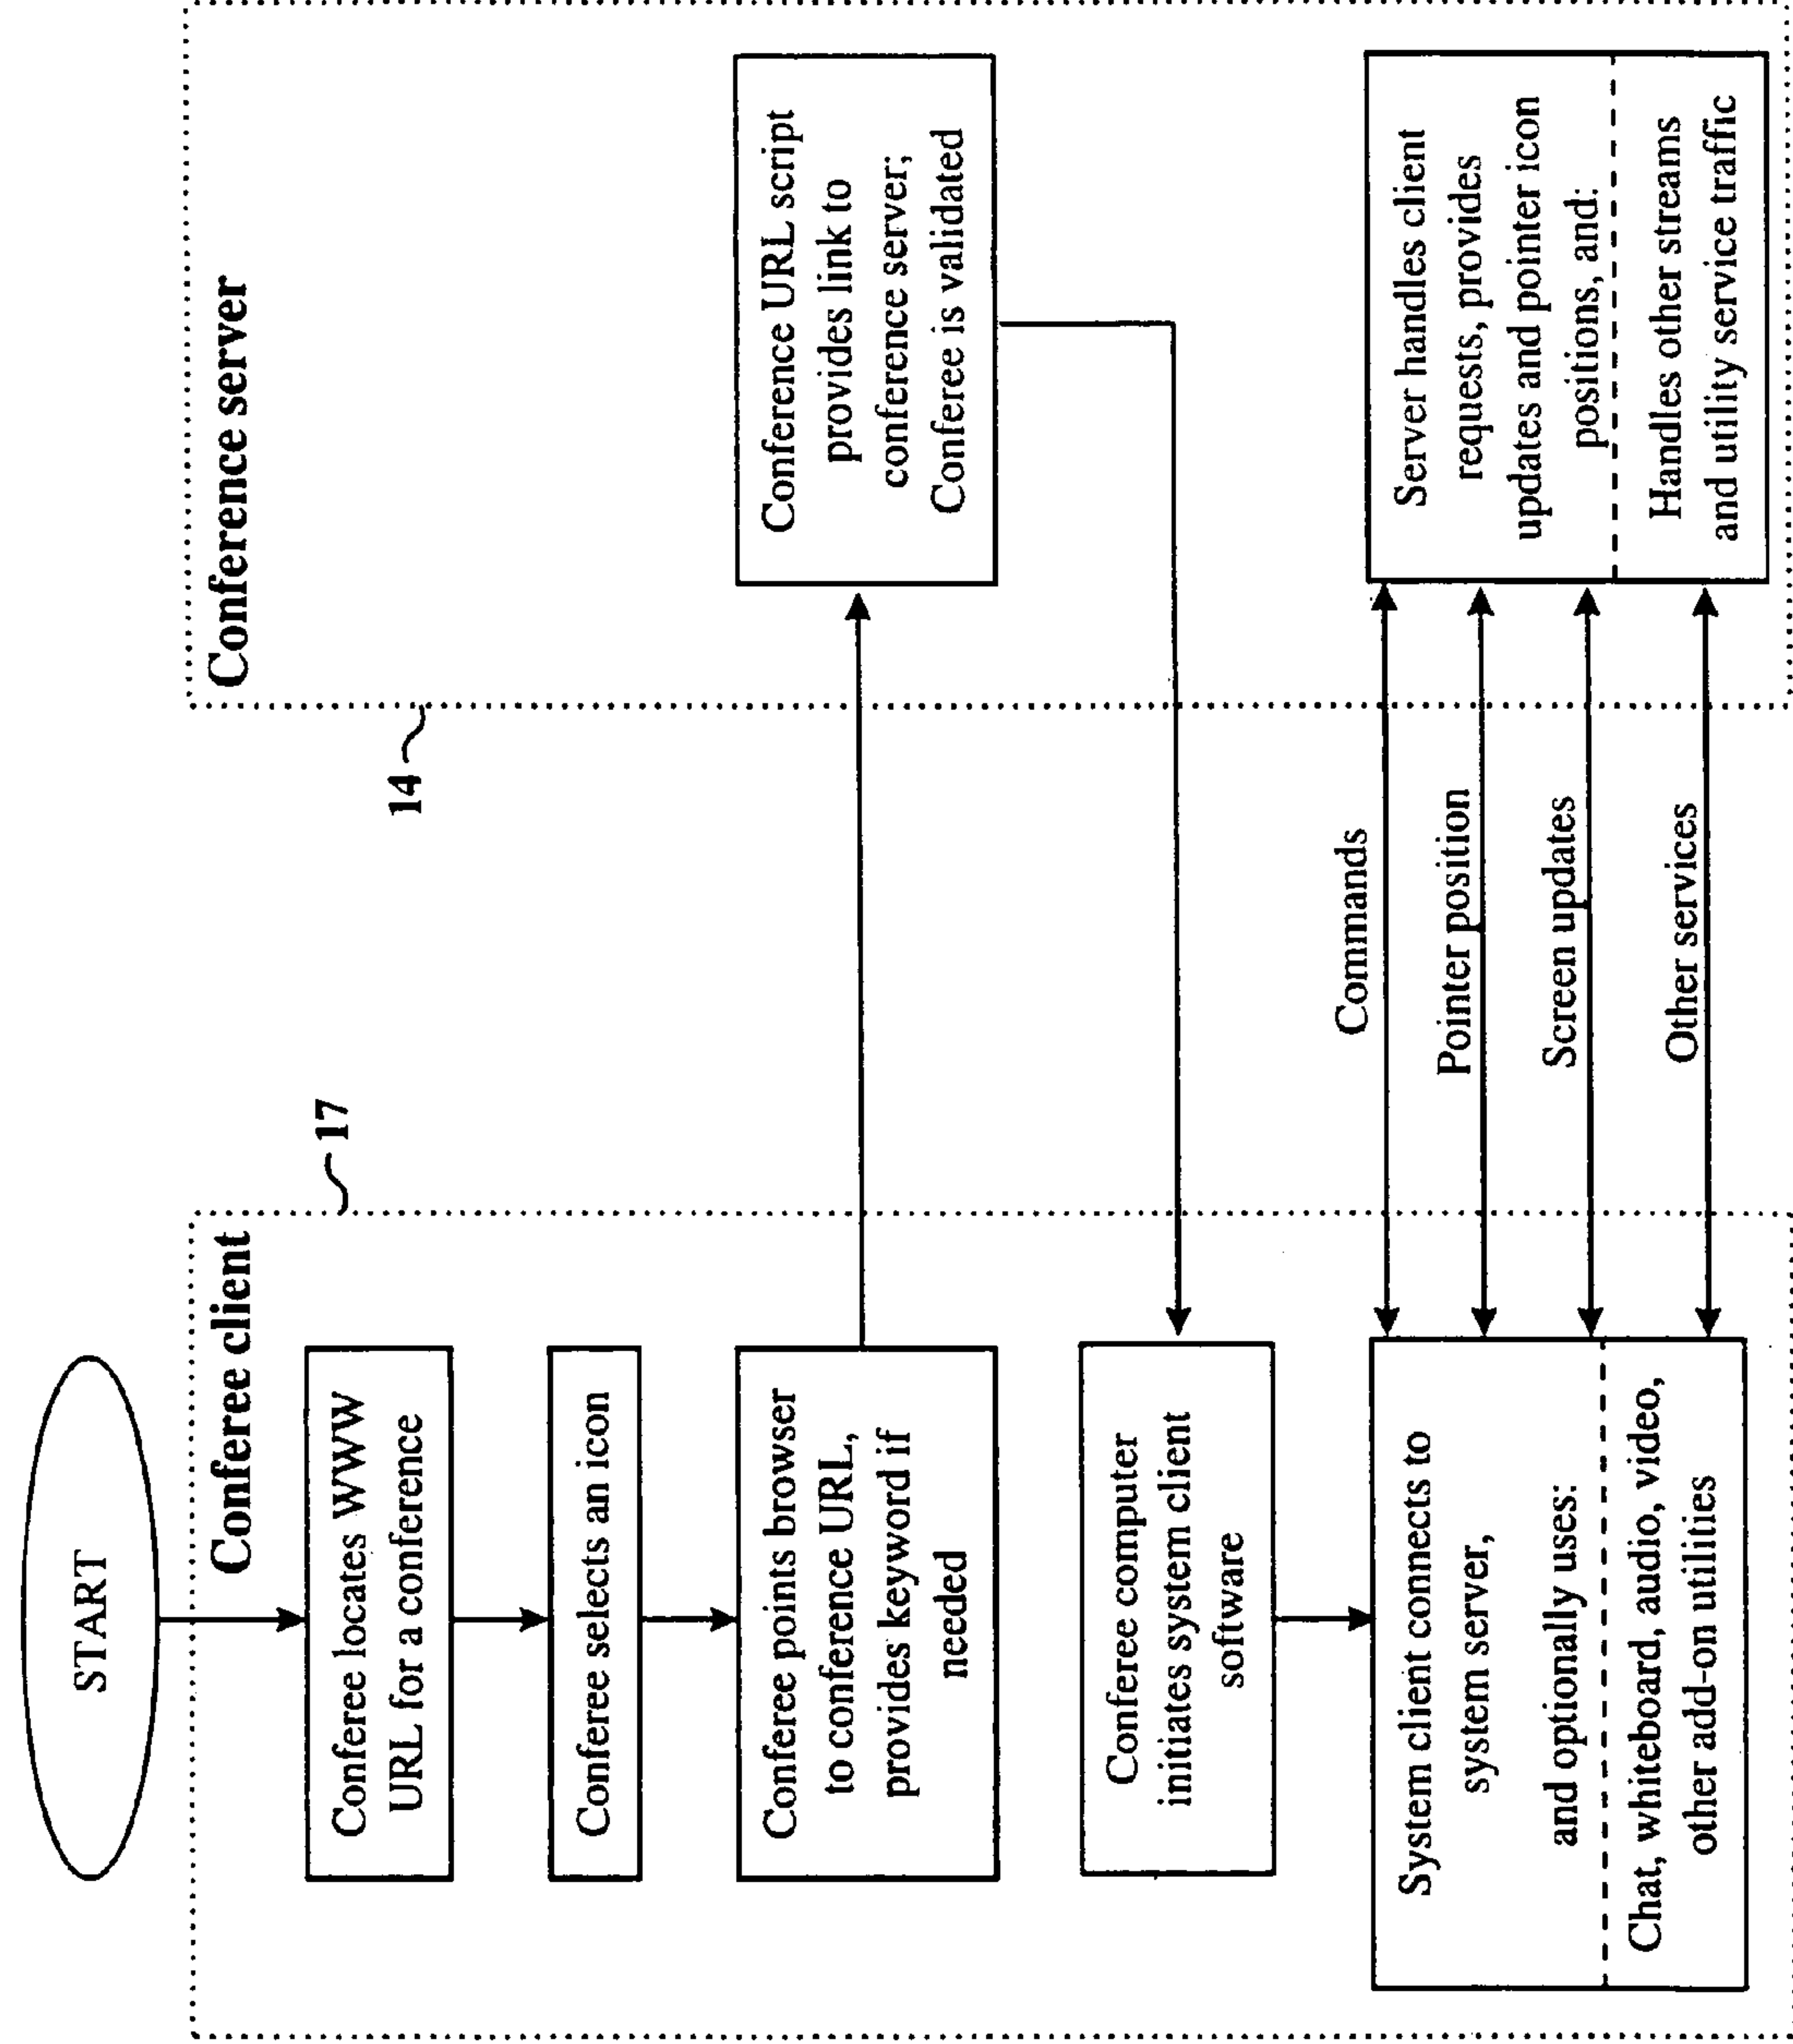 START
Conferee client
17
Conferee locates WWW
URL for a conference
Conferee selects an icon
Conferee points browser
to conference URL,
provides keyword if
needed
Conferee computer
initiates system client
software
System client connects to
system server,
and optionally uses:
Chat, whiteboard, audio, video,
other add-on utilities
14
Commands
Pointer position
Screen updates
Other services
Conference server
Conference URL script
provides link to
conference server;
Conferee is validated
Server handles client
requests, provides
updates and pointer icon
positions, and:
Handles other streams
and utility service traffic